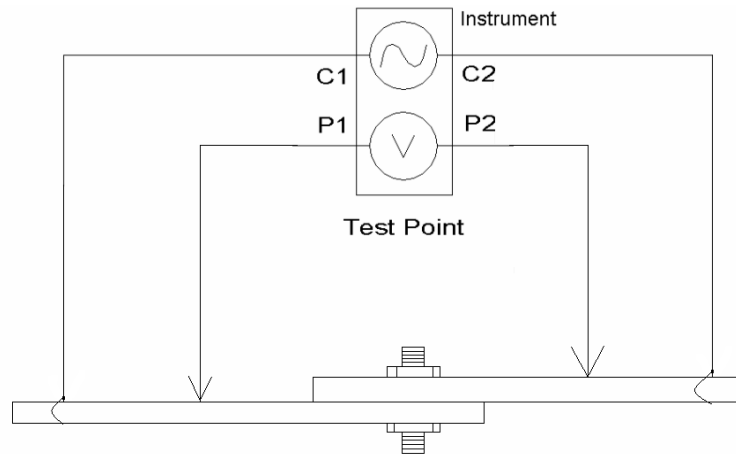 Instrument
C1 C2
P1 P2
V
Test Point